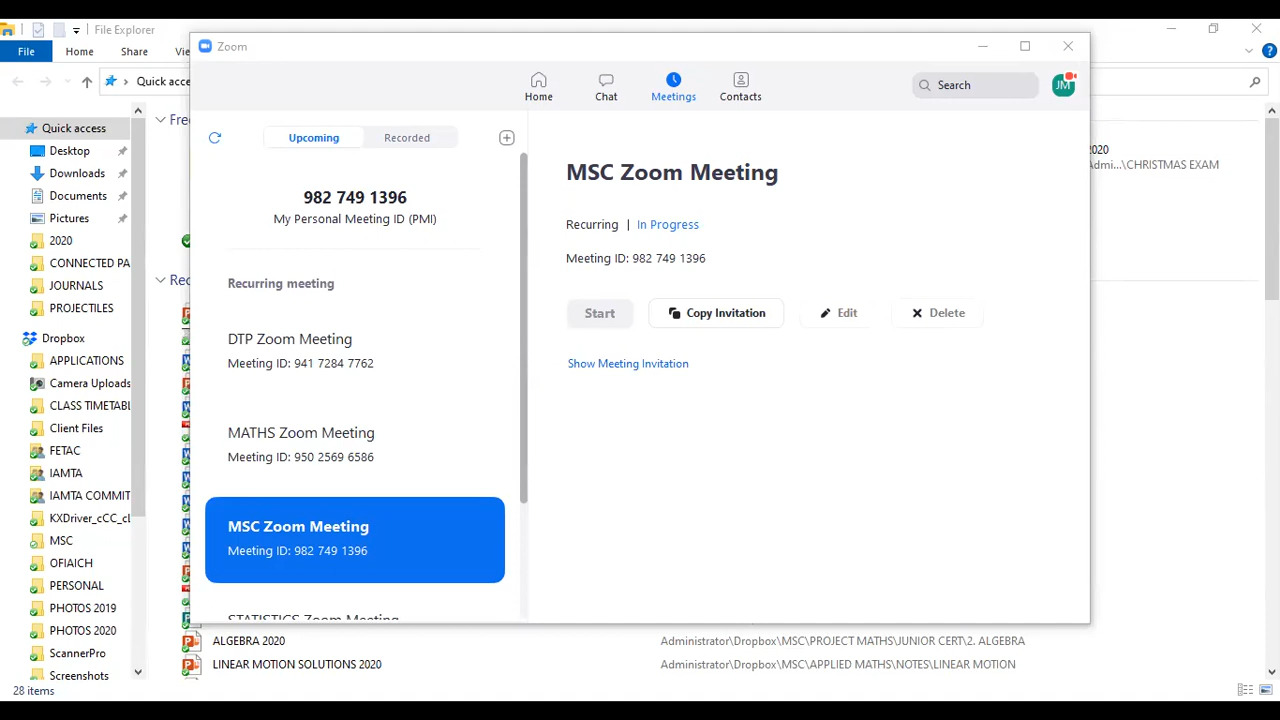 File Explorer
File
Home
Share
Quick access
Desktop
Downloads
Documents
Pictures
2020
CONNECTED PA
JOURNALS
PROJECTILES
Dropbox
APPLICATIONS
Camera Uploads
CLASS TIMETABL
Client Files
FETAC
IAMTA
IAMTA COMMIT
KXDriver_cCC_cL
MSC
OFIAICH
PERSONAL
PHOTOS 2019
PHOTOS 2020
ScannerPro
Screenshots
28 items
Zoom
Home
Chat
Meetings
Contacts
Search
JM
Upcoming
Recorded
982 749 1396
My Personal Meeting ID (PMI)
Recurring meeting
DTP Zoom Meeting
Meeting ID: 941 7284 7762
MATHS Zoom Meeting
Meeting ID: 950 2569 6586
MSC Zoom Meeting
Meeting ID: 982 749 1396
STATISTICS Zoom Meeting
MSC Zoom Meeting
Recurring | In Progress
Meeting ID: 982 749 1396
Start
Copy Invitation
Edit
Delete
Show Meeting Invitation
2020
Admi...\CHRISTMAS EXAM
ALGEBRA 2020
Administrator\Dropbox\MSC\PROJECT MATHS\JUNIOR CERT\2. ALGEBRA
LINEAR MOTION SOLUTIONS 2020
Administrator\Dropbox\MSC\APPLIED MATHS\NOTES\LINEAR MOTION